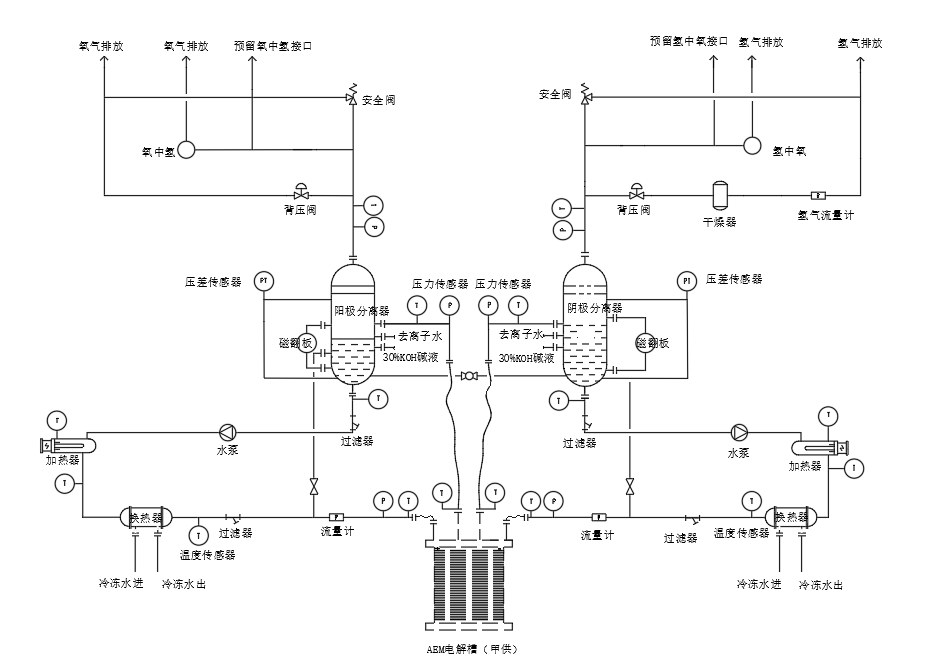 氧气排放
氧气排放
预留氧中氢接口
预留氢中氧接口
氢气排放
氢气排放
安全阀
安全阀
氧中氢
氢中氧
背压阀
背压阀
干燥器
F
氢气流量计
T
P
T
P
压差传感器
PT
压力传感器
压力传感器
PT
压差传感器
T
P
P
T
阳极分离器
阴极分离器
磁翻板
磁翻板
去离子水
去离子水
30%KOH碱液
30%KOH碱液
T
T
T
T
过滤器
过滤器
水泵
水泵
加热器
加热器
T
T
P
T
T
T
T
P
T
换热器
流量计
F
过滤器
T
温度传感器
F
流量计
过滤器
温度传感器
换热器
冷冻水进
冷冻水出
冷冻水进
冷冻水出
AEM电解槽（甲供）